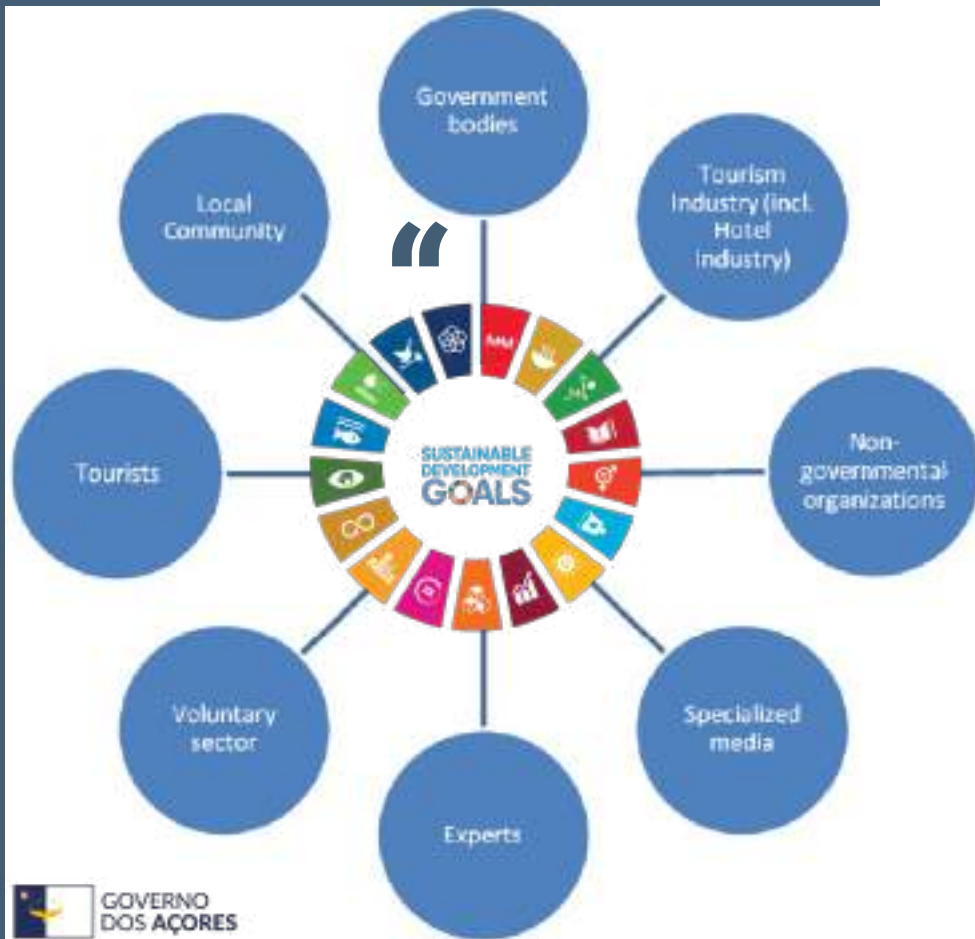 Government
bodies
Tourism
Industry (incl.
Hotel
Industry)
Local
Community
“
Tourists
SUSTAINABLE
DEVELOPMENT
GOALS
Non-
governmental
organizations
Voluntary
sector
Specialized
media
Experts
GOVERNO
DOS AÇORES